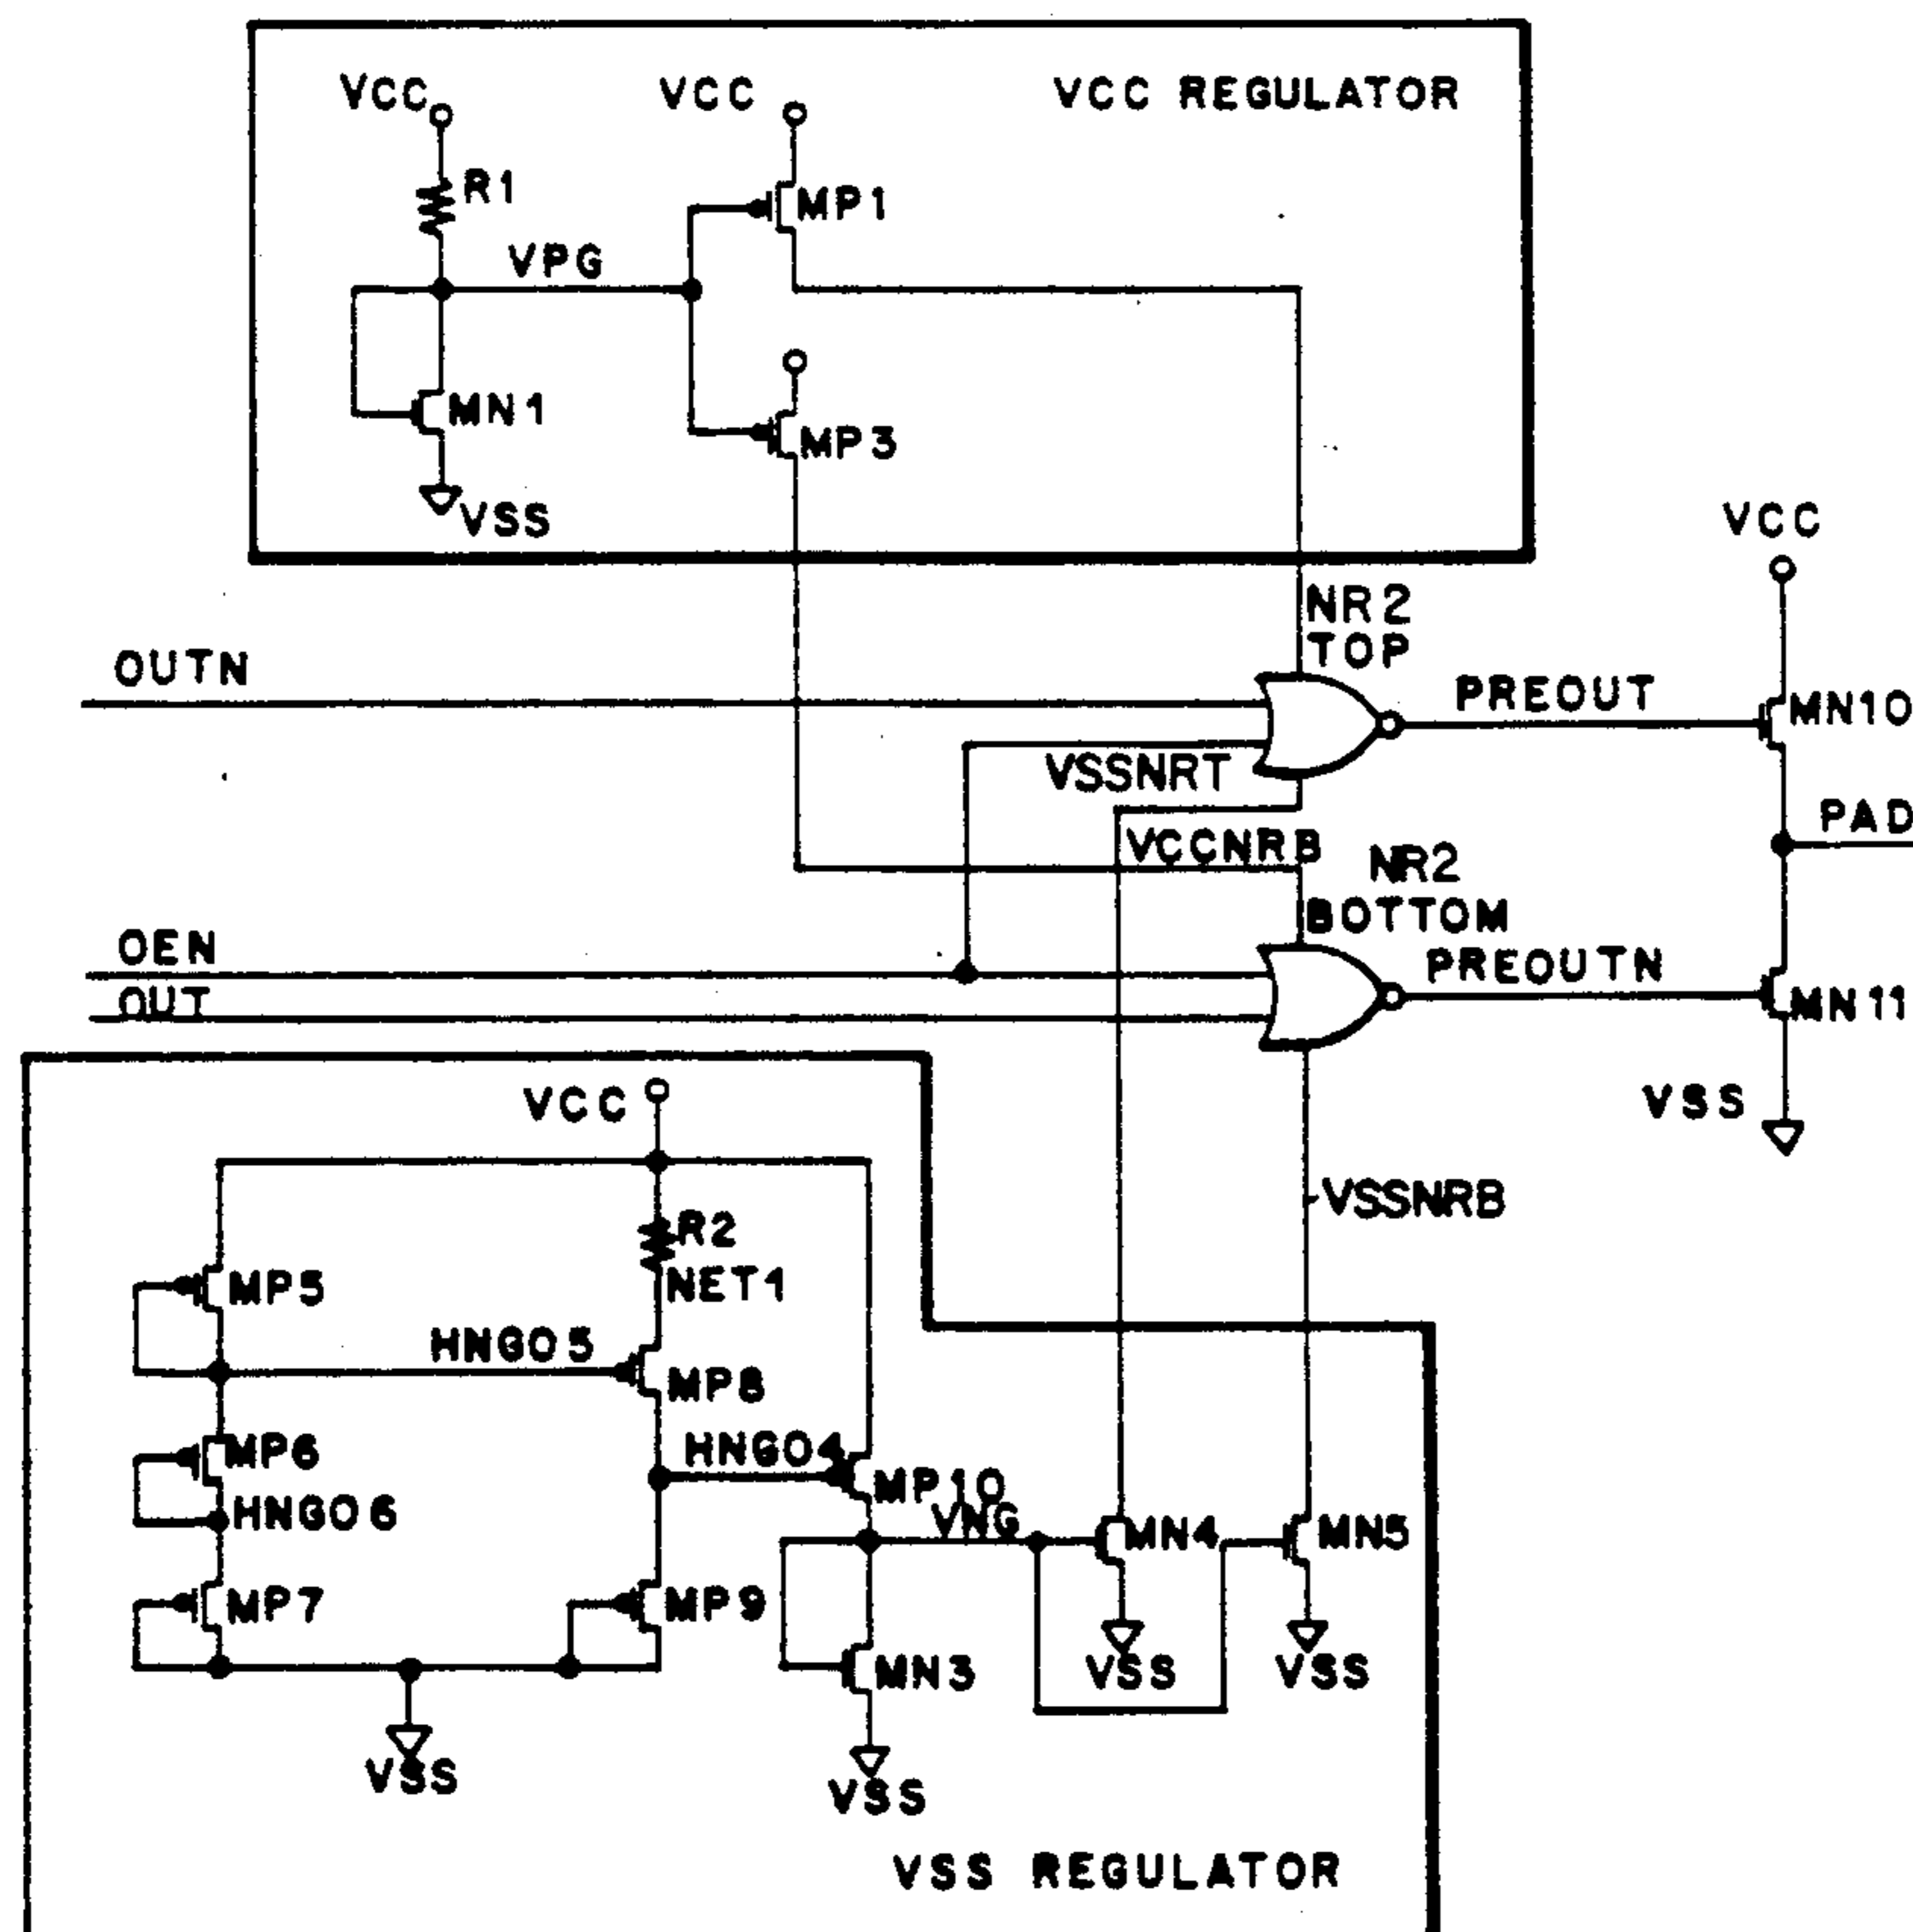 VCC
VCC
VCC REGULATOR
R1
MP1
VPG
MN1
MP3
VSS
VCC
NR2
TOP
OUTN
PREOUT
MN10
VSSNRT
PAD
VCCNRB
NR2
BOTTOM
OEN
PREOUTN
OUT
MN11
VCC
VSS
R2
VSSNRB
MP5
NET1
HNGO5
MP8
MP6
HNGO4
MP10
HNGO6
VNG
MN4
MN5
MP7
MP9
MN3
VSS
VSS
VSS
VSS
VSS REGULATOR